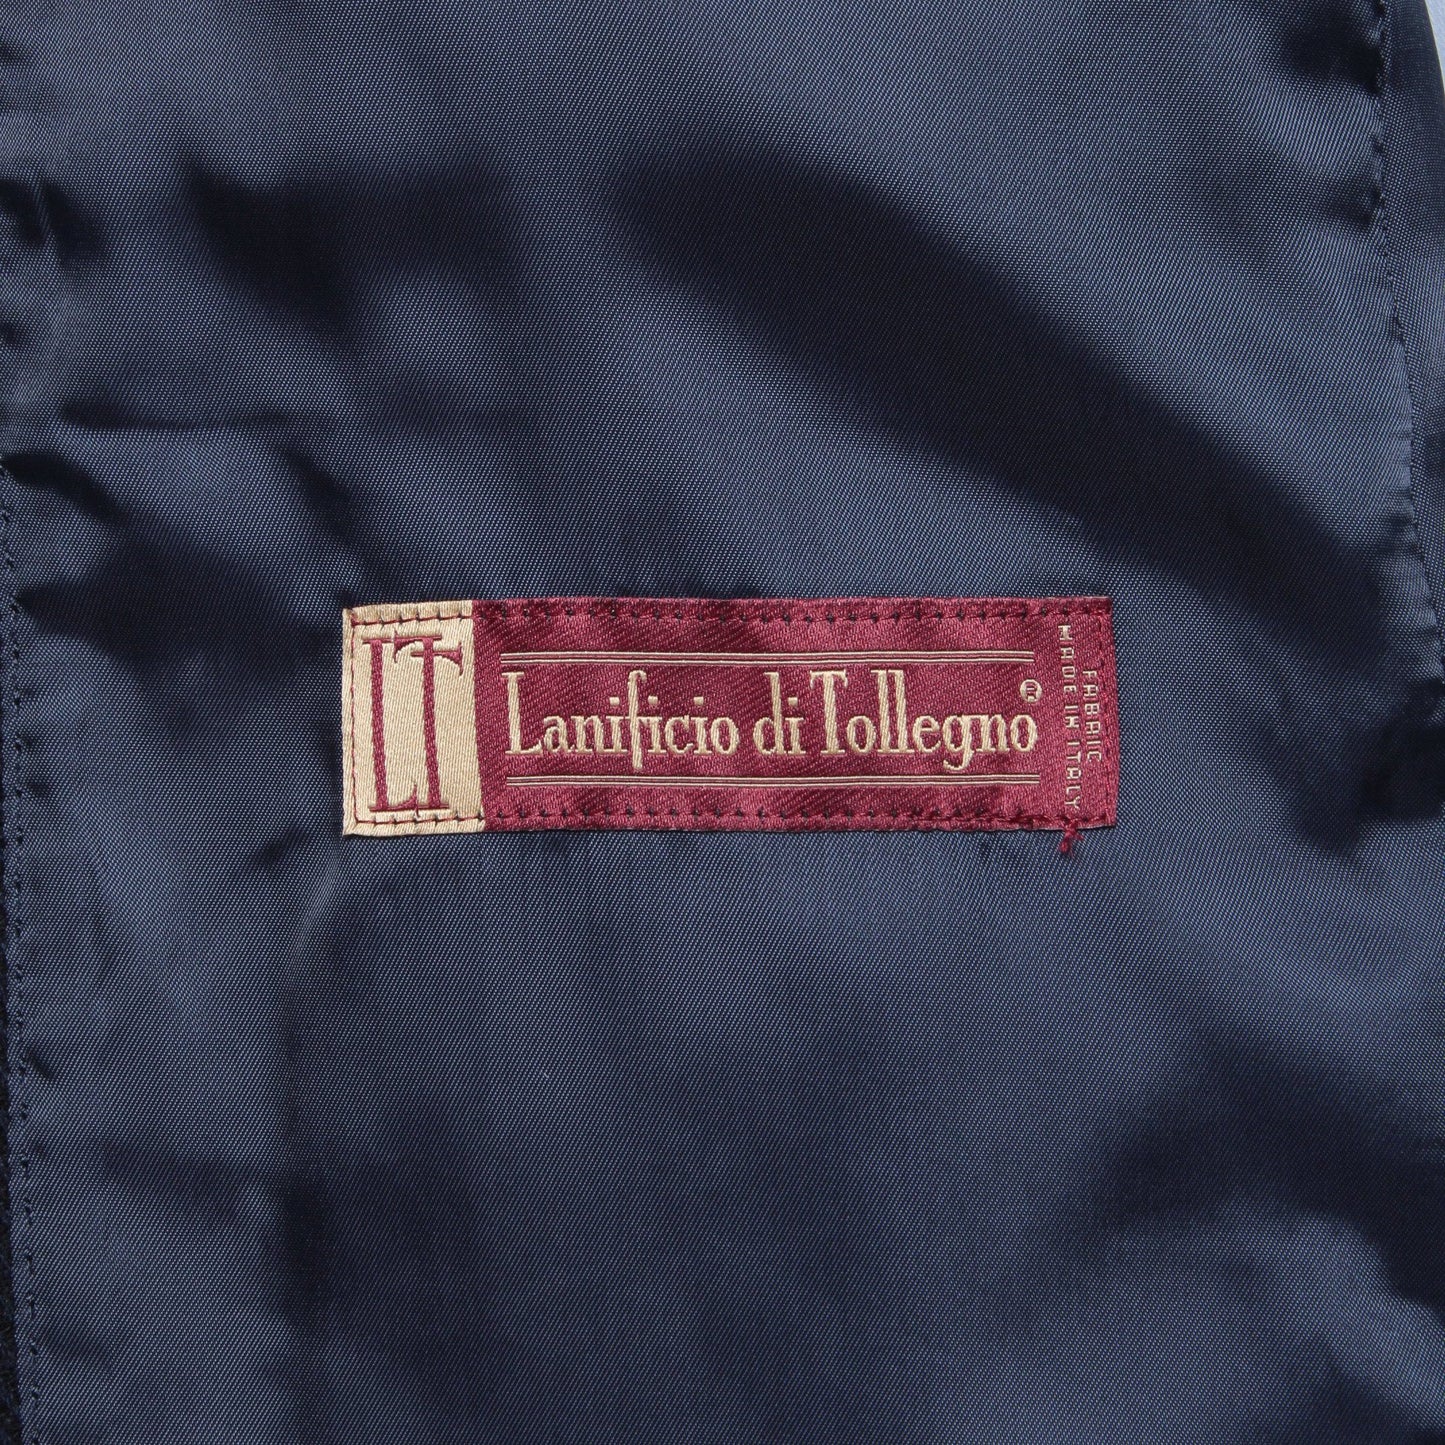 LT
Lanificio di Tollegno®
FABRIC
MADE IN ITALY